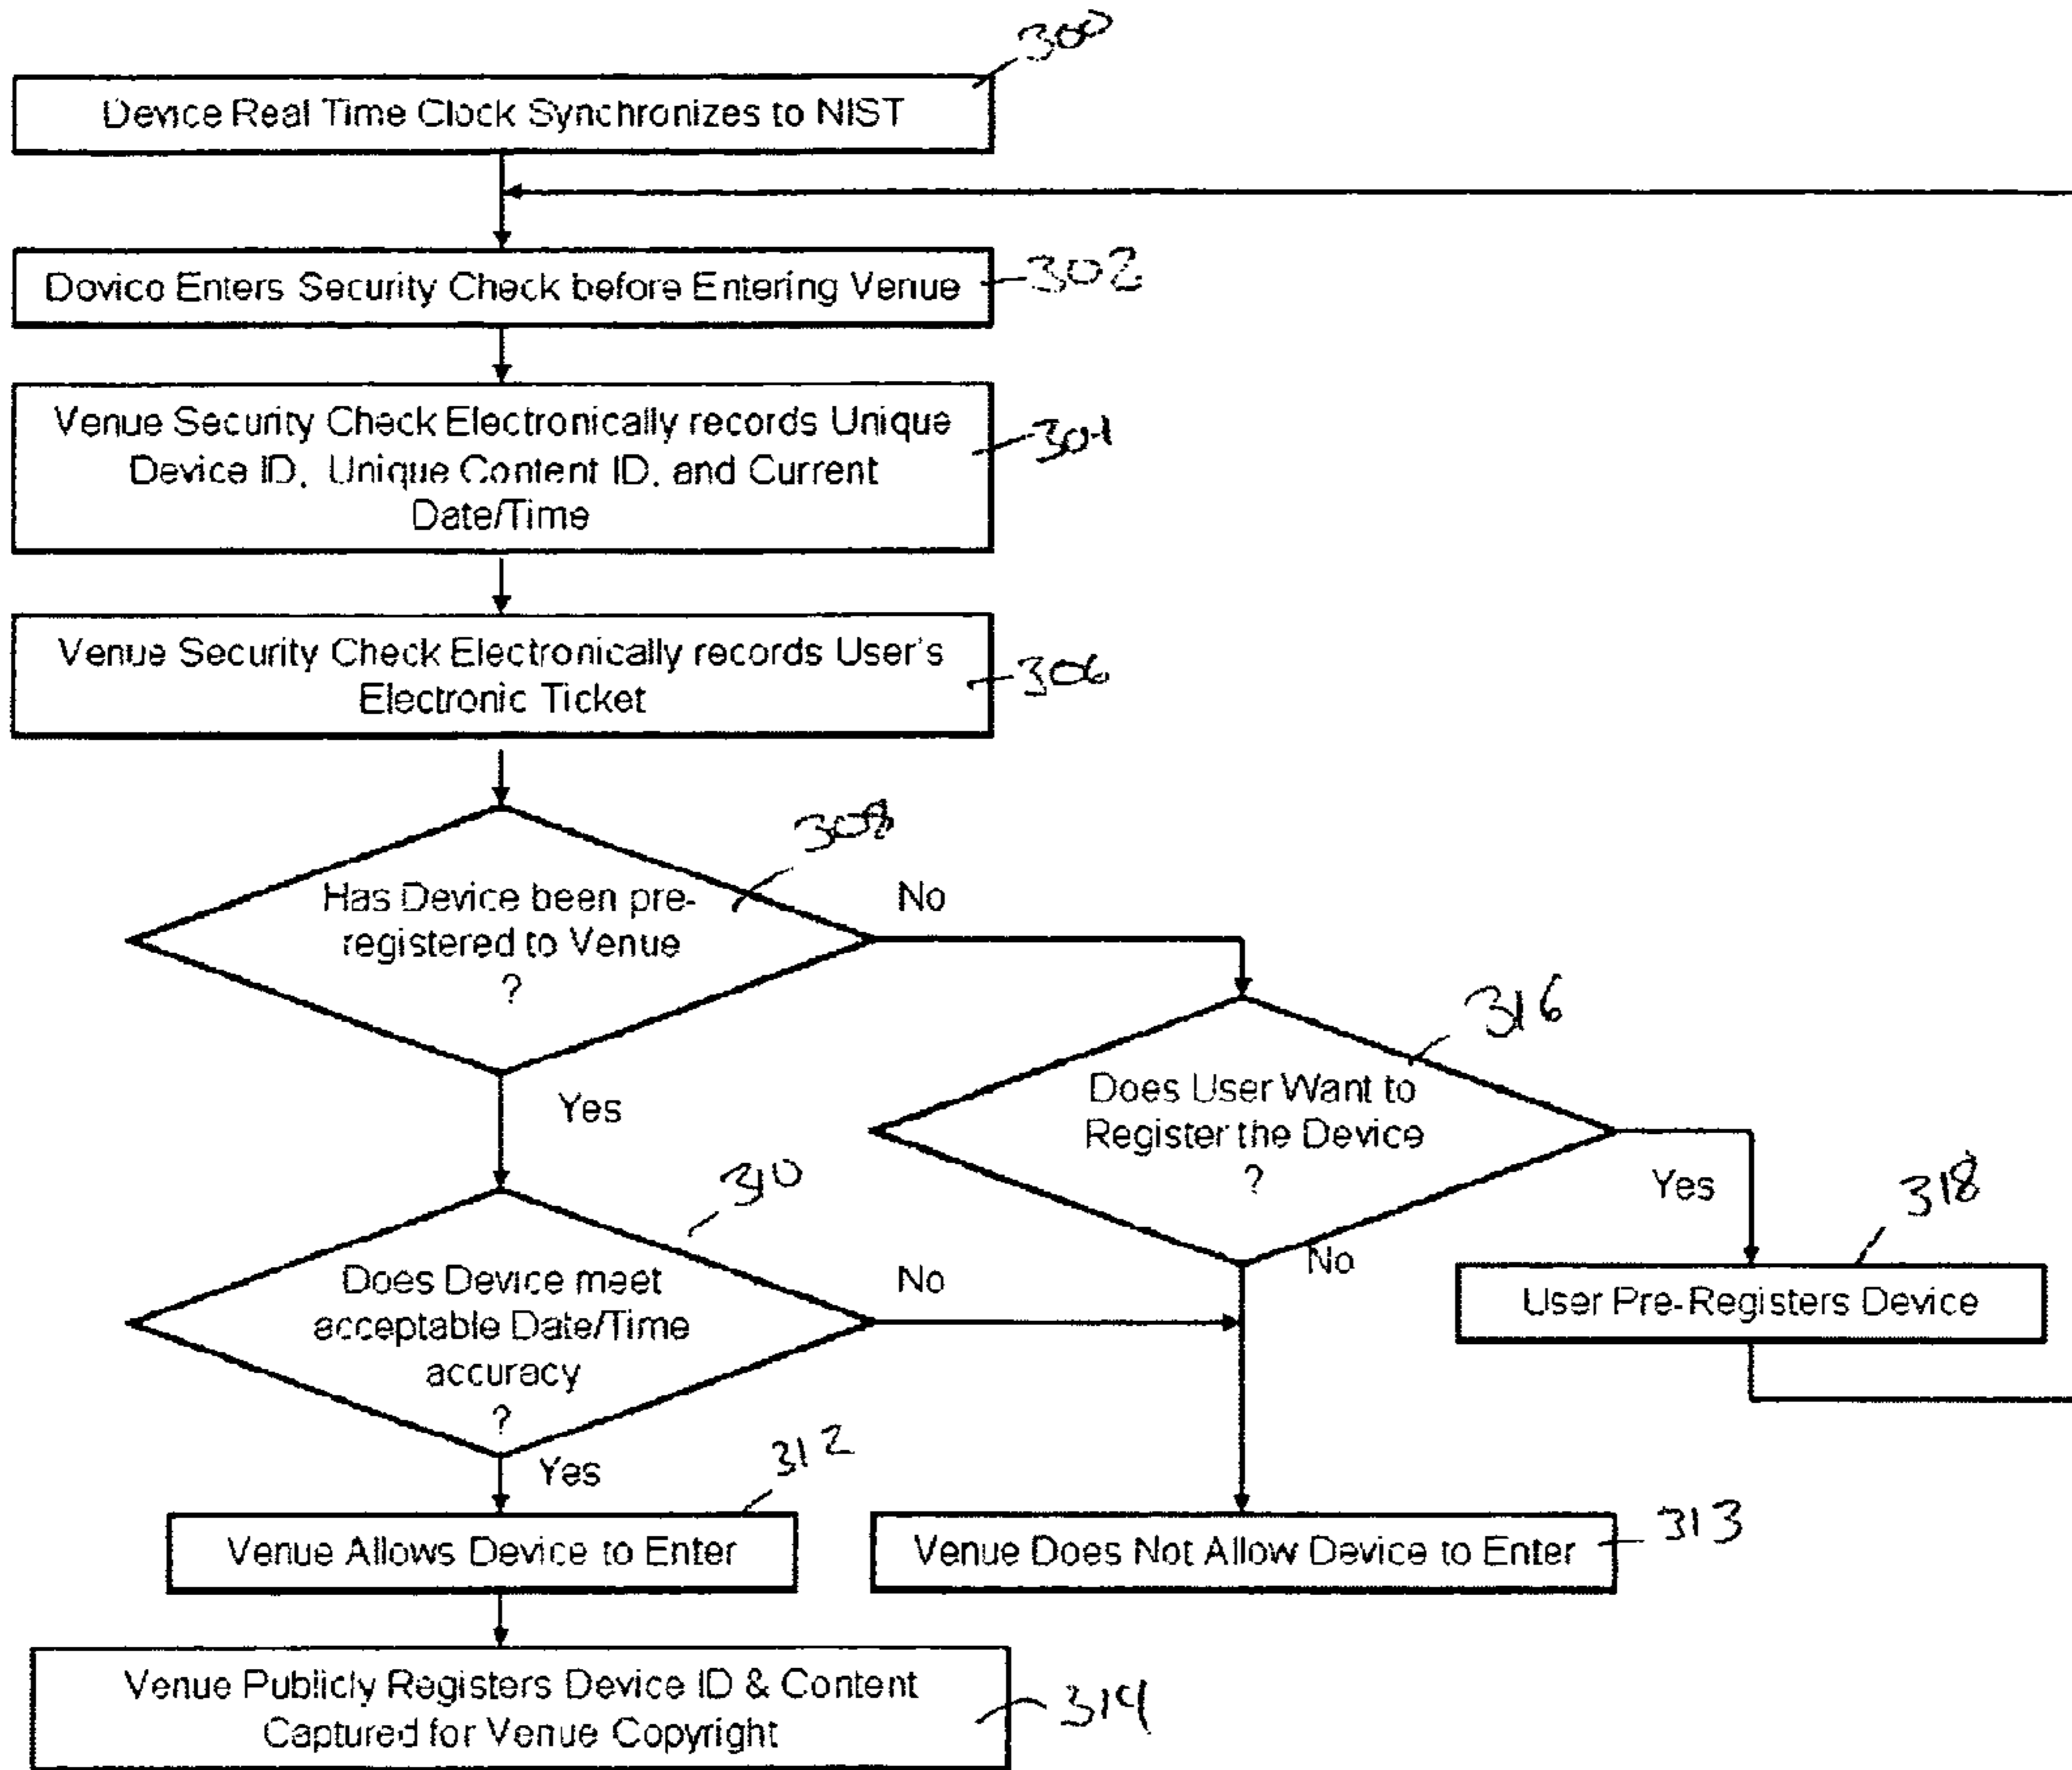 300
Device Real Time Clock Synchronizes to NIST
Device Enters Security Check before Entering Venue
302
Venue Security Check Electronically records Unique
Device ID, Unique Content ID, and Current
Date/Time
304
Venue Security Check Electronically records User's
Electronic Ticket
306
308
Has Device been pre-
registered to Venue
?
No
Yes
316
Does User Want to
Register the Device
?
Yes
No
318
User Pre-Registers Device
310
Does Device meet
acceptable Date/Time
accuracy
?
No
Yes
312
Venue Allows Device to Enter
Venue Does Not Allow Device to Enter
313
Venue Publicly Registers Device ID & Content
Captured for Venue Copyright
314